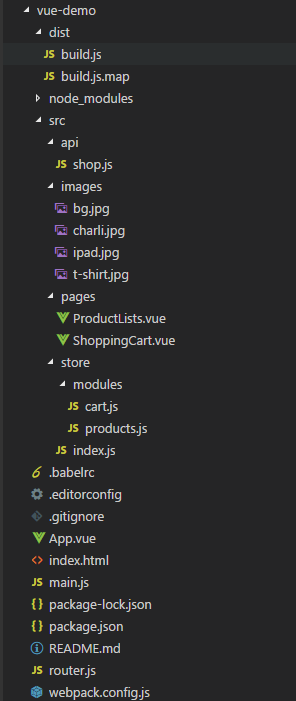 vue-demo
dist
JS build.js
JS build.js.map
node_modules
src
api
JS shop.js
images
bg.jpg
charli.jpg
ipad.jpg
t-shirt.jpg
pages
ProductLists.vue
ShoppingCart.vue
store
modules
JS cart.js
JS products.js
JS index.js
.babelrc
.editorconfig
.gitignore
App.vue
<> index.html
JS main.js
{ } package-lock.json
{ } package.json
README.md
JS router.js
webpack.config.js